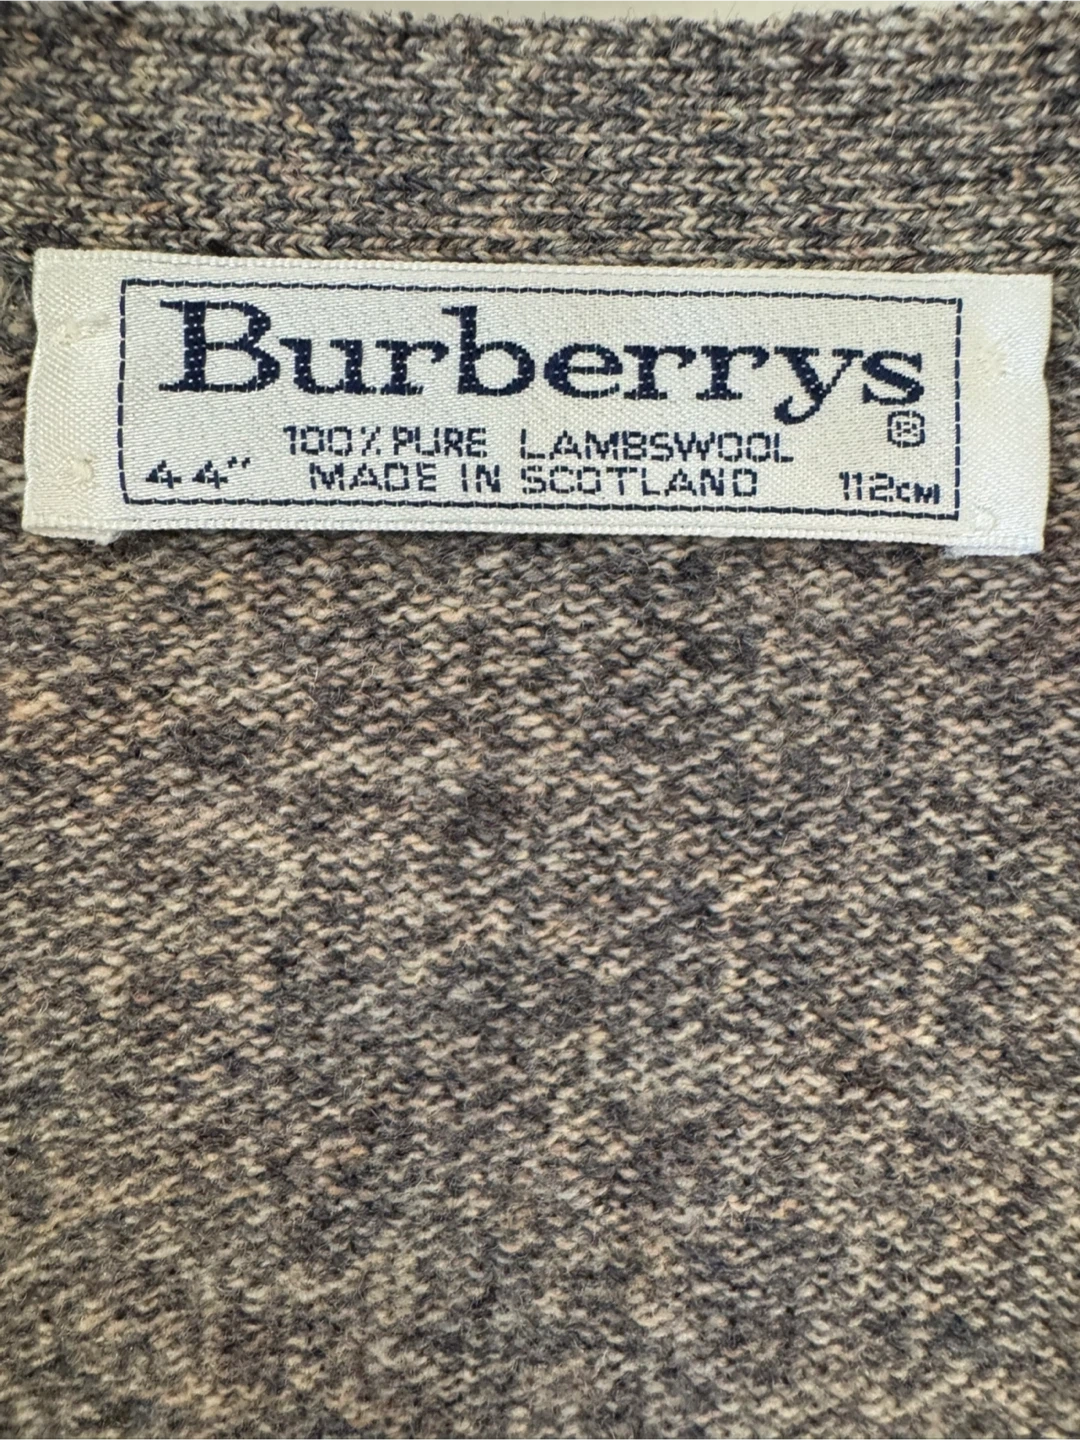 Burberrys
®
100% PURE LAMBSWOOL
44" MADE IN SCOTLAND 112CM